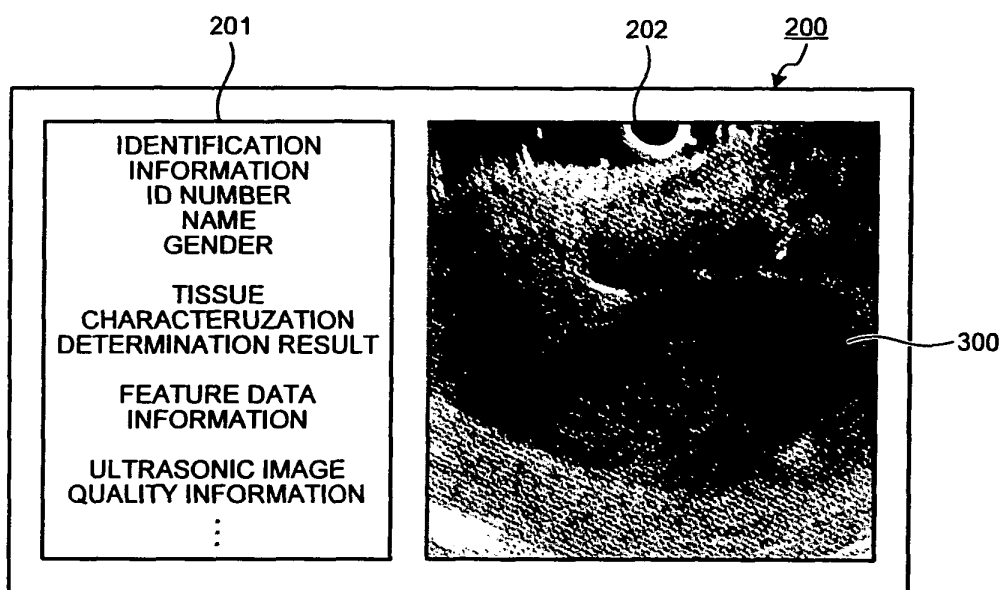 201
202
200
IDENTIFICATION
INFORMATION
ID NUMBER
NAME
GENDER
TISSUE
CHARACTERUZATION
DETERMINATION RESULT
FEATURE DATA
INFORMATION
ULTRASONIC IMAGE
QUALITY INFORMATION
⋮
300